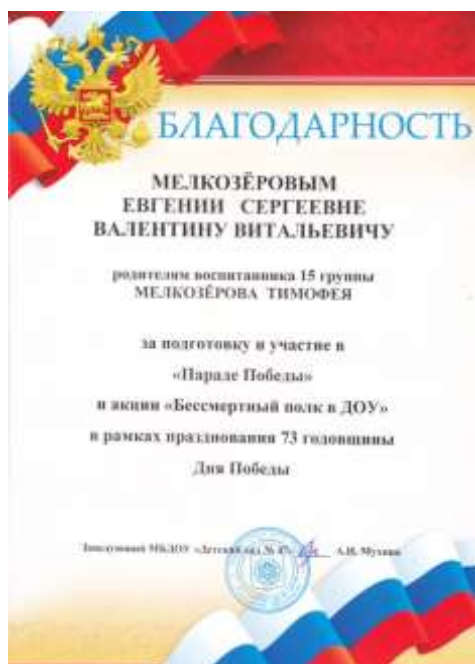 БЛАГОДАРНОСТЬ
МЕЛКОЗЁРОВЫМ
ЕВГЕНИИ СЕРГЕЕВНЕ
ВАЛЕНТИНУ ВИТАЛЬЕВИЧУ
родителям воспитанника 15 группы
МЕЛКОЗЁРОВА ТИМОФЕЯ
за подготовку и участие в
«Параде Победы»
и акции «Бессмертный полк в ДОУ»
в рамках празднования 73 годовщины
Дня Победы
Заведующий МБДОУ «Детский сад № А.И. Мухина